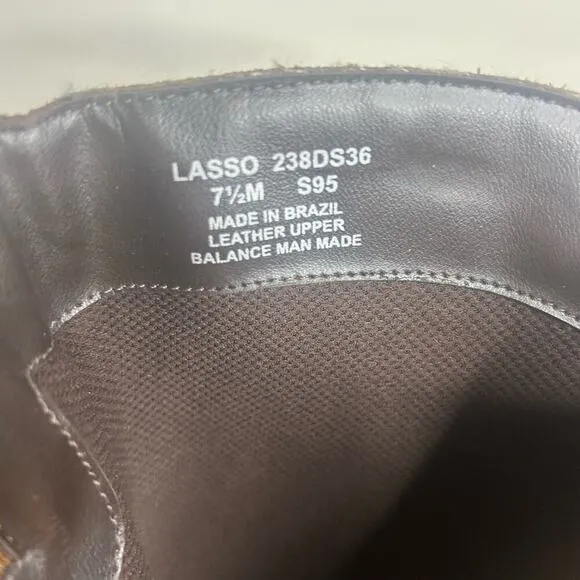 LASSO 238DS36
7½M S95
MADE IN BRAZIL
LEATHER UPPER
BALANCE MAN MADE